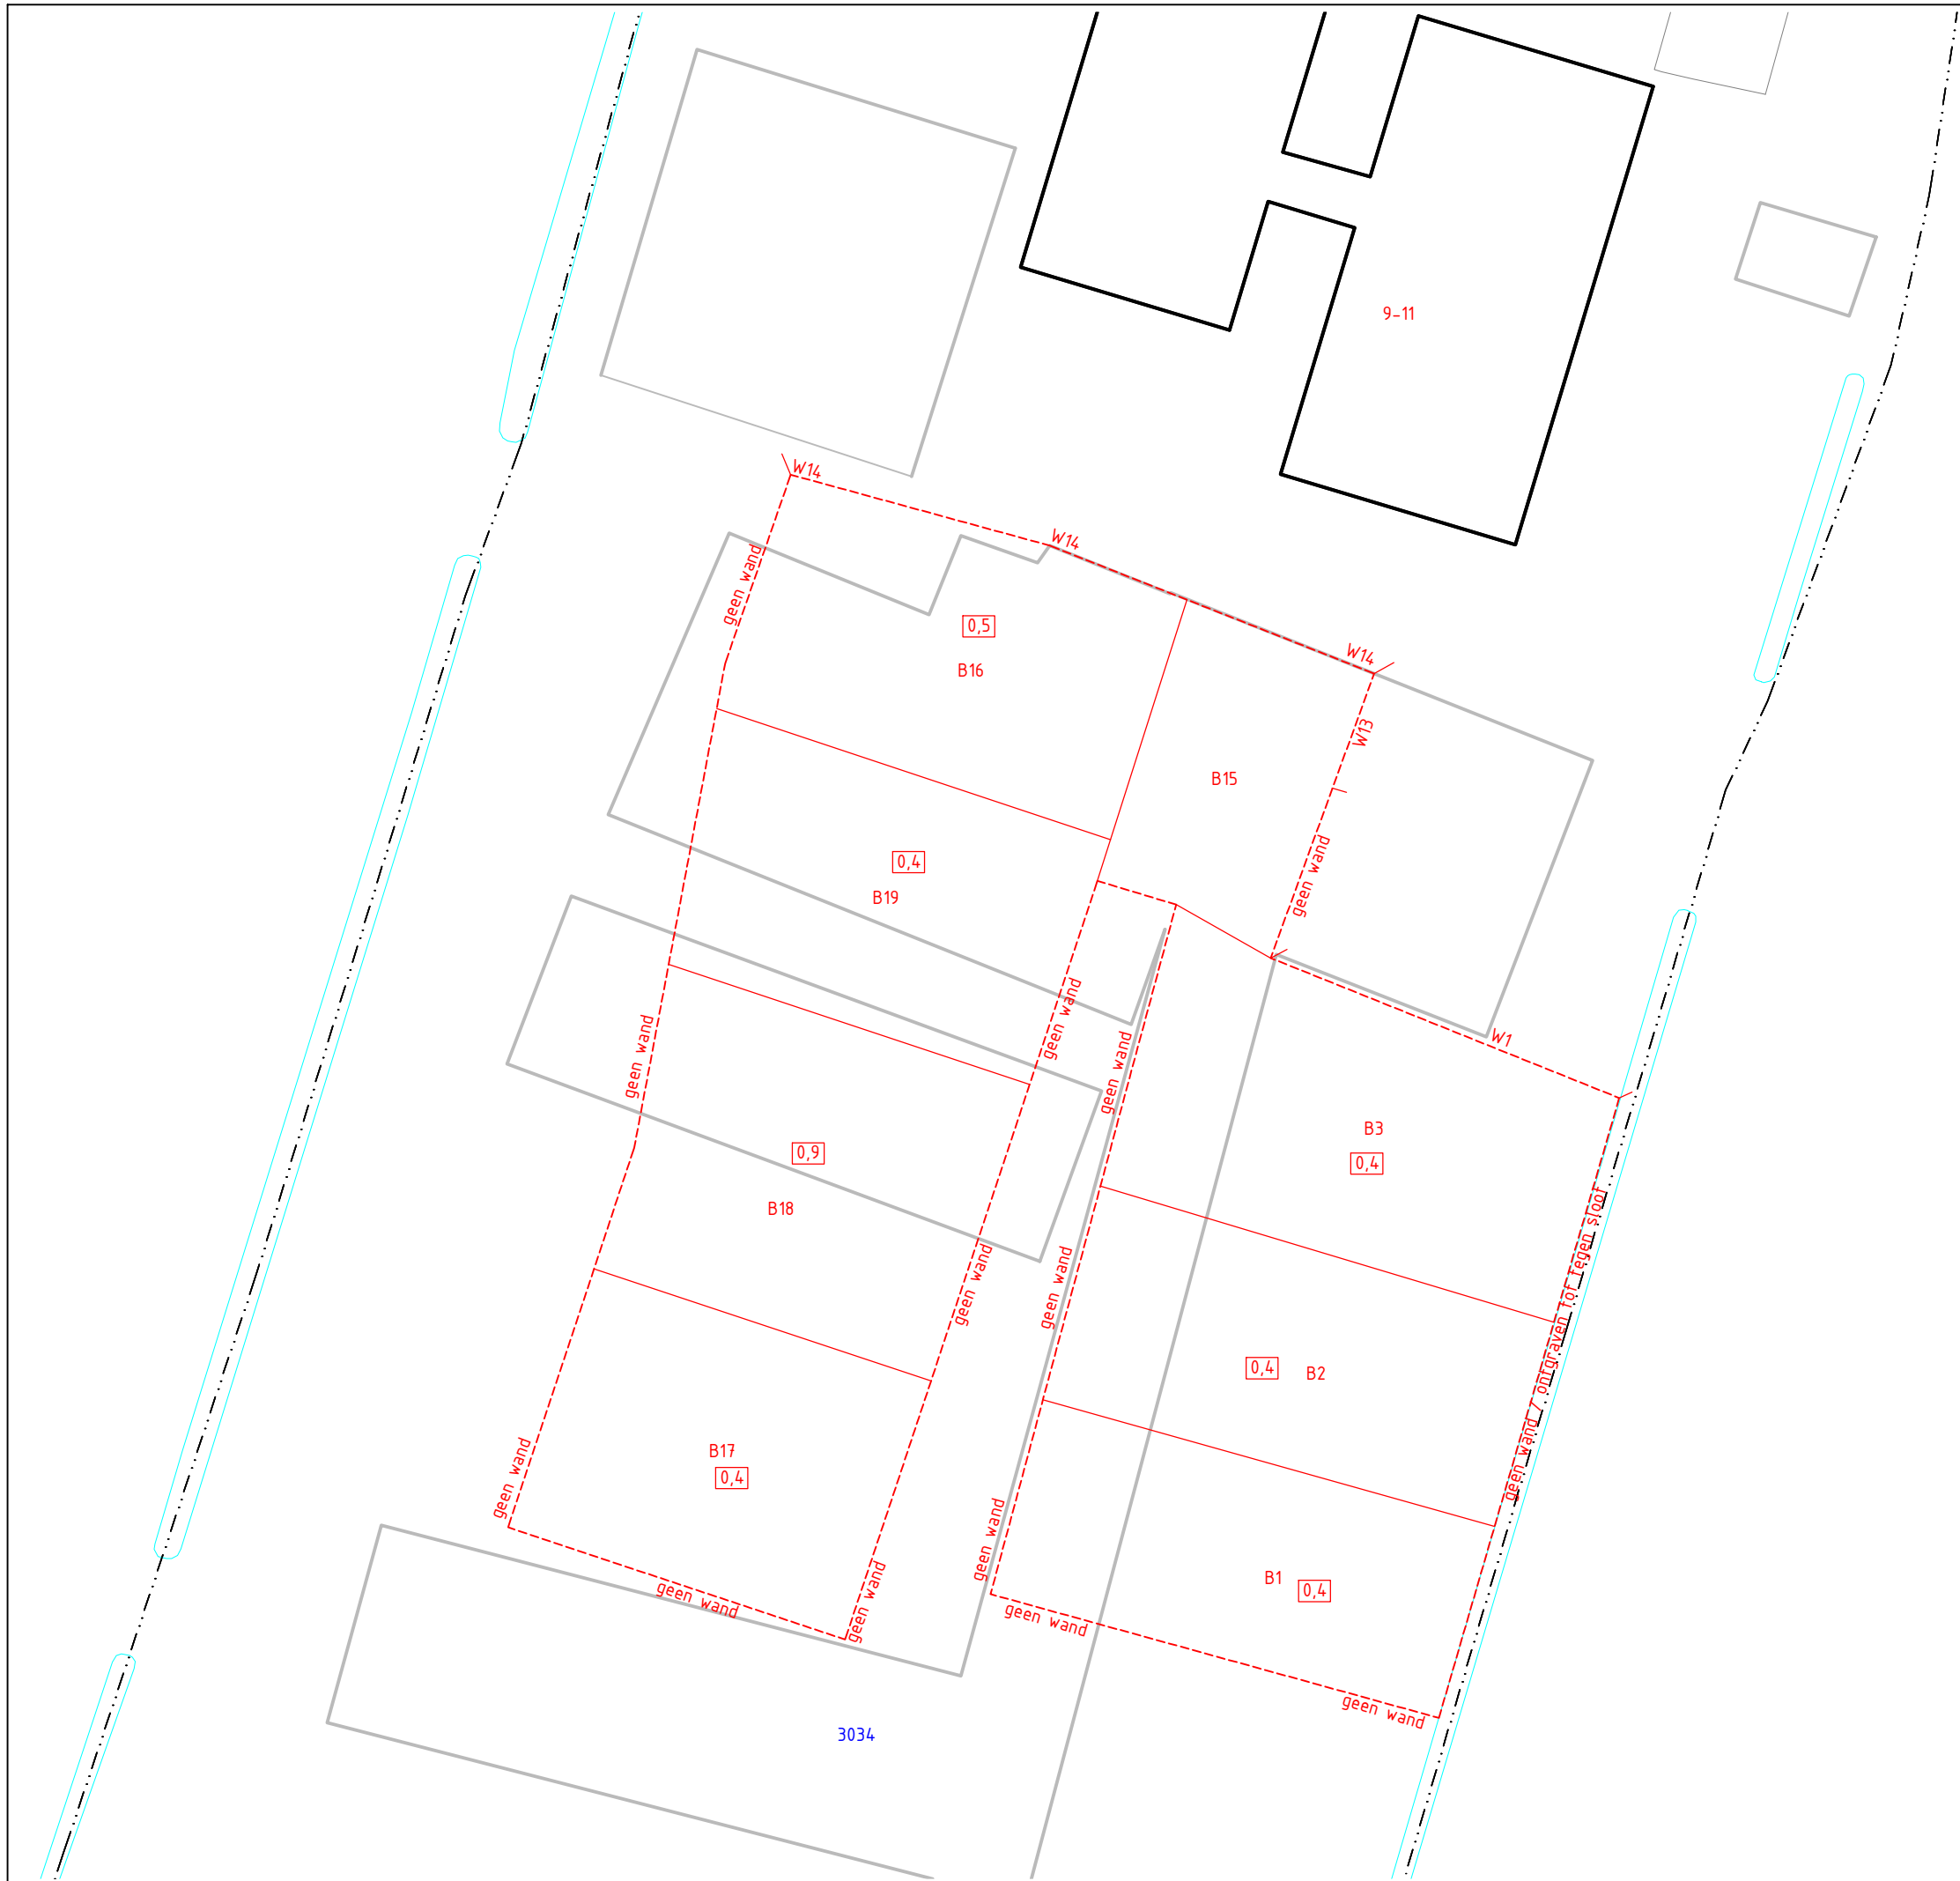 9-11
W14
W14
geen wand
0,5
B16
W14
W13
B15
geen wand
0,4
B19
geen wand
geen wand
geen wand
W1
B3
0,4
0,9
B18
geen wand
geen wand
geen wand / ontgraven tot tegen sloot
0,4
B2
B17
0,4
geen wand
geen wand
B1
0,4
geen wand
geen wand
geen wand
geen wand
3034